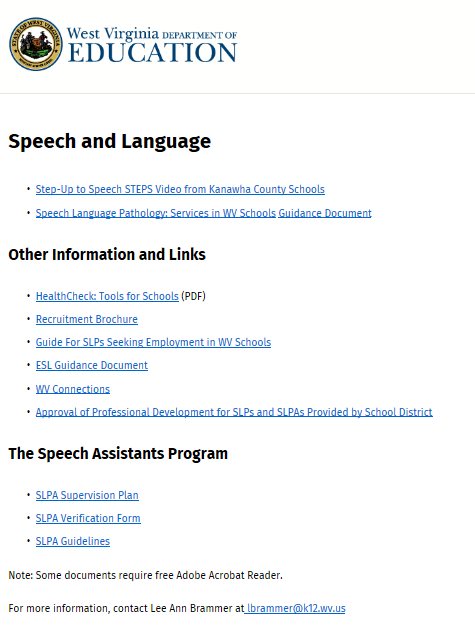 West Virginia DEPARTMENT OF
EDUCATION
Speech and Language
• Step-Up to Speech STEPS Video from Kanawha County Schools
• Speech Language Pathology: Services in WV Schools Guidance Document
Other Information and Links
• HealthCheck: Tools for Schools (PDF)
• Recruitment Brochure
• Guide For SLPs Seeking Employment in WV Schools
• ESL Guidance Document
• WV Connections
• Approval of Professional Development for SLPs and SLPAs Provided by School District
The Speech Assistants Program
• SLPA Supervision Plan
• SLPA Verification Form
• SLPA Guidelines
Note: Some documents require free Adobe Acrobat Reader.
For more information, contact Lee Ann Brammer at lbrammer@k12.wv.us